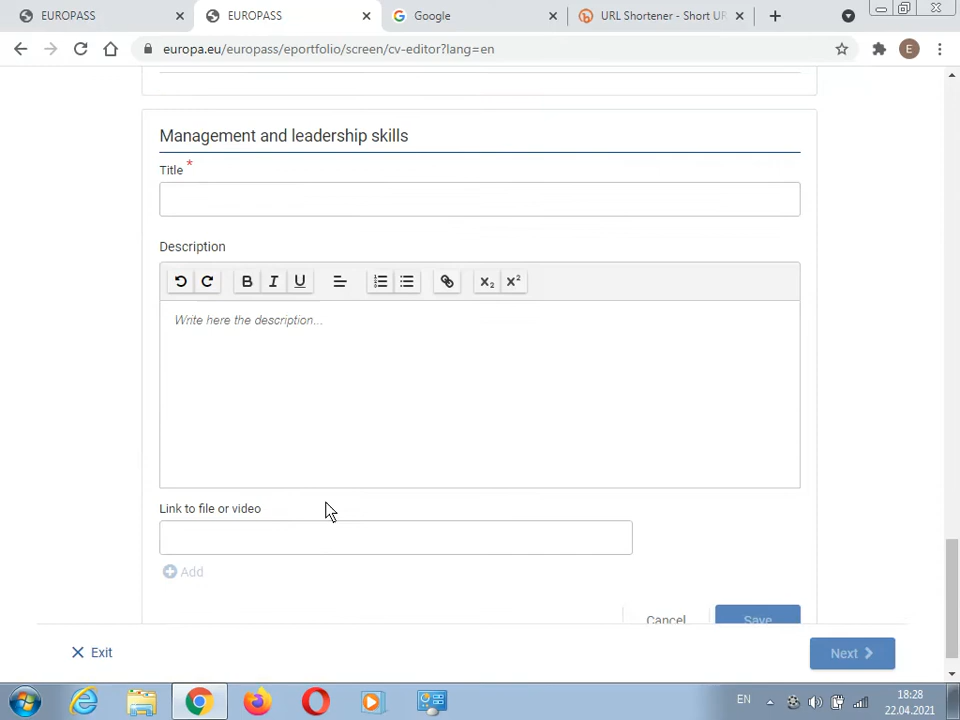 EUROPASS
EUROPASS
Google
URL Shortener - Short UR
europa.eu/europass/eportfolio/screen/cv-editor?lang=en
E
Management and leadership skills
Title *
Description
B I U X₂ X²
Write here the description...
Link to file or video
Add
Cancel Save
Exit
Next
EN
18:28
22.04.2021